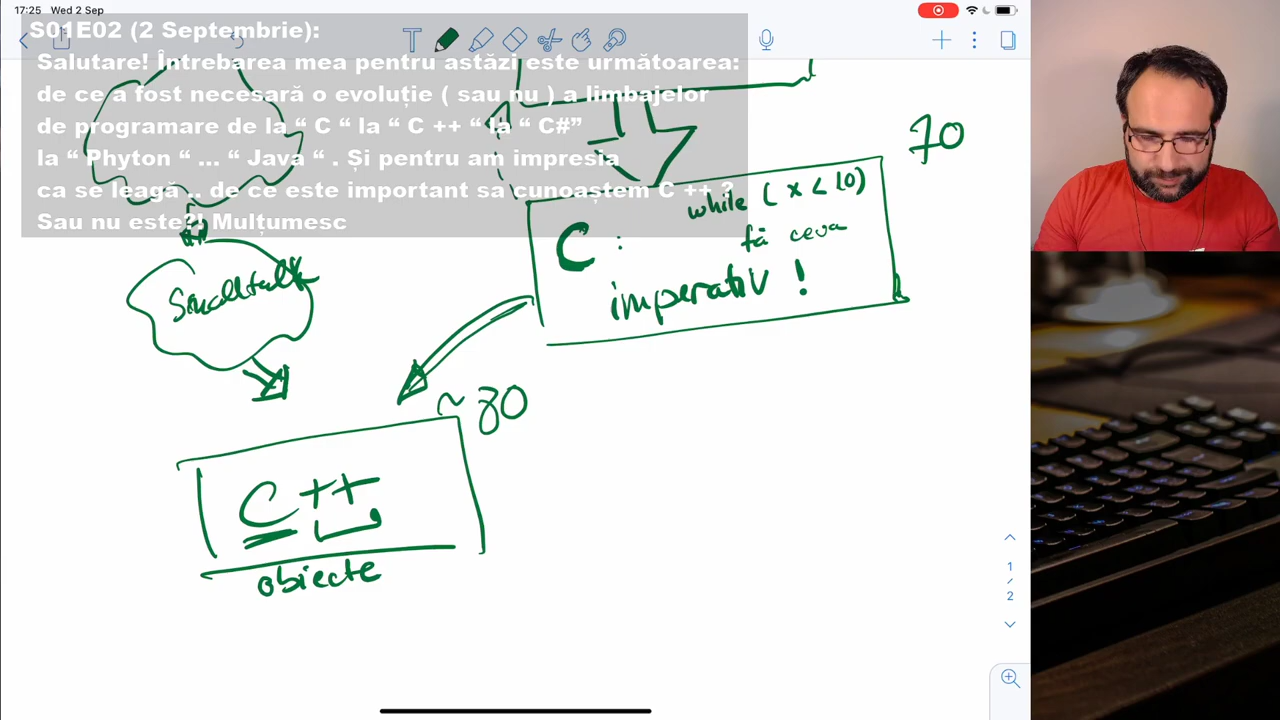 17:25 Wed 2 Sep
S01E02 (2 Septembrie):
Salutare! Întrebarea mea pentru astăzi este următoarea:
de ce a fost necesară o evoluție ( sau nu ) a limbajelor
de programare de la “ C “ la “ C ++ “ la “ C#”
la “ Phyton “ ... “ Java “ . Și pentru am impresia
ca se leagă .. de ce este important sa cunoaștem C ++ ?
Sau nu este?! Mulțumesc
70
while ( x < 10)
fă ceva
C :
imperativ !
Smalltalk
~ 80
C ++
obiecte
1
/
2